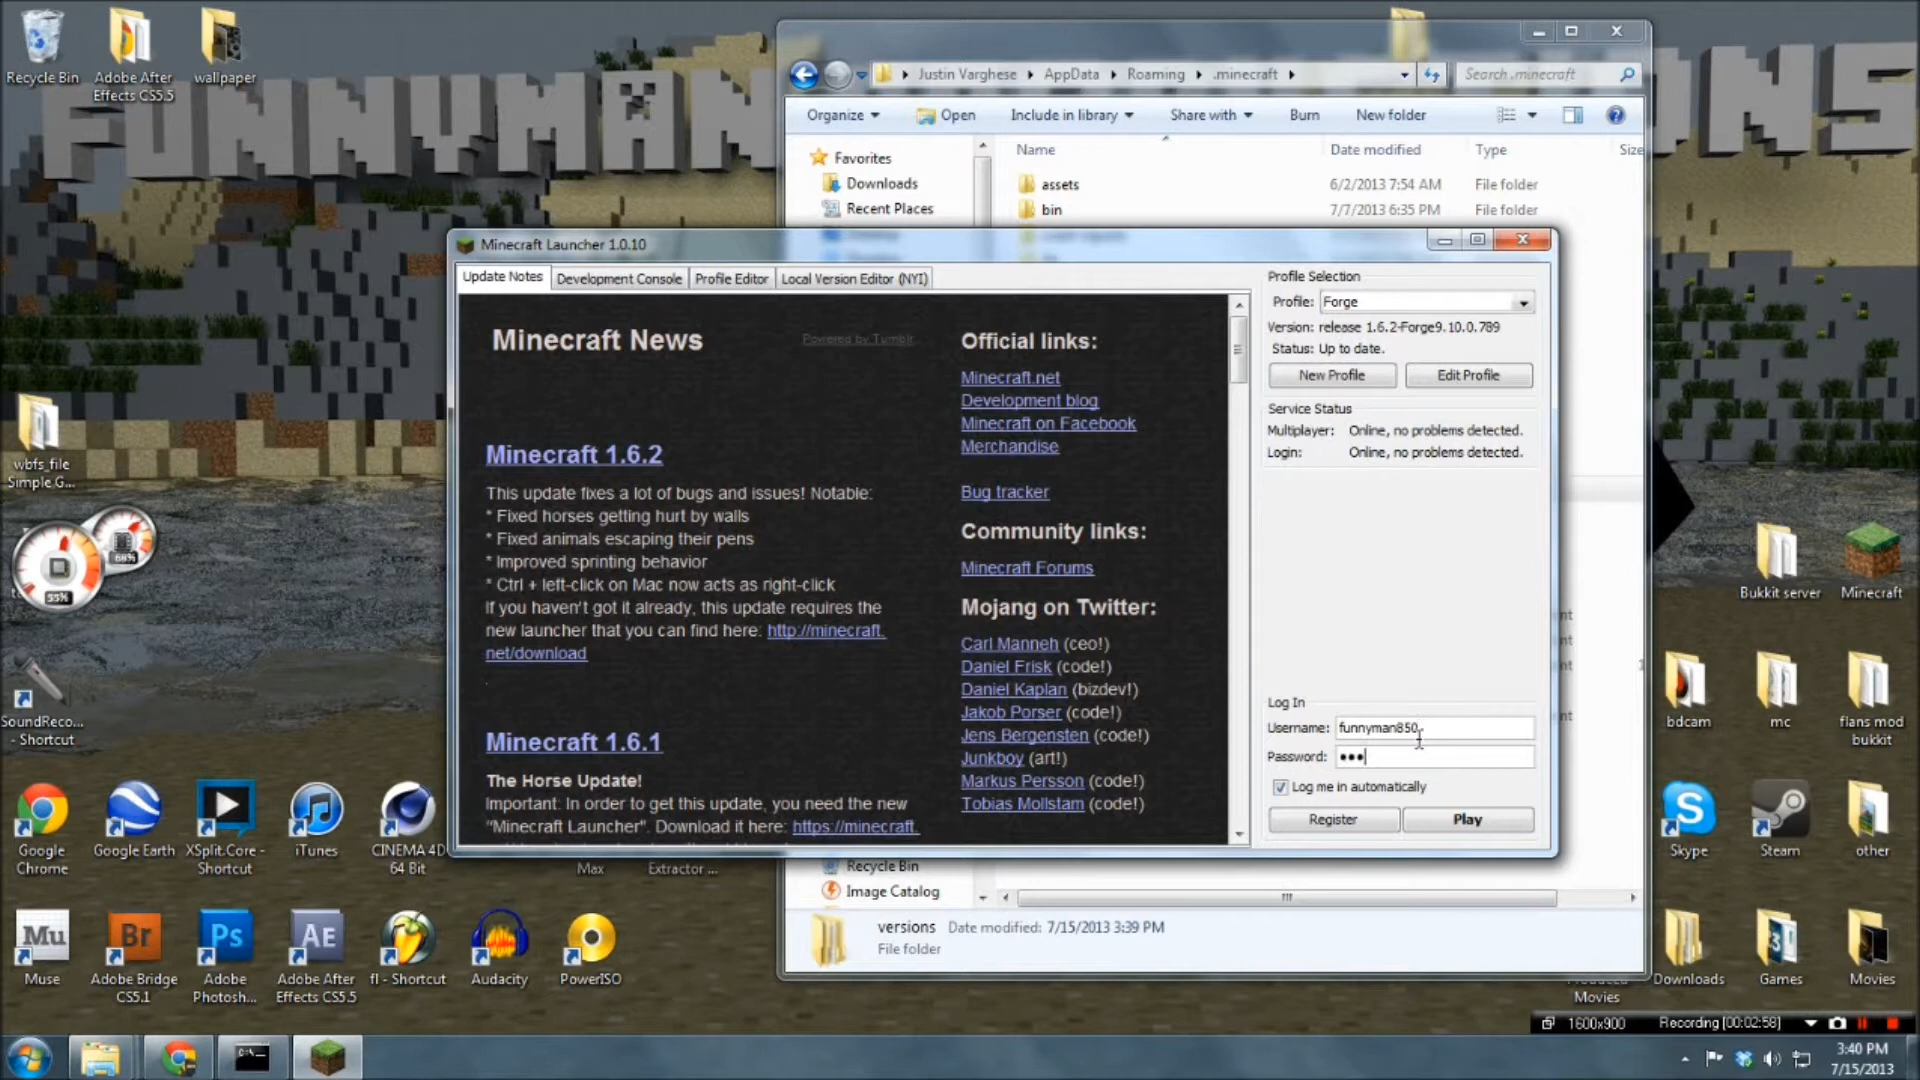 Recycle Bin
Adobe After
Effects CS5.5
wallpaper
FUNNYMAN
Justin Varghese
AppData
Roaming
.minecraft
Search .minecraft
Organize
Open
Include in library
Share with
Burn
New folder
Favorites
Downloads
Recent Places
Name
Date modified
Type
Size
assets
6/2/2013 7:54 AM
File folder
bin
7/7/2013 6:35 PM
File folder
Minecraft Launcher 1.0.10
Update Notes
Development Console
Profile Editor
Local Version Editor (NYI)
Minecraft News
Powered by Tumblr
Minecraft 1.6.2
This update fixes a lot of bugs and issues! Notable:
* Fixed horses getting hurt by walls
* Fixed animals escaping their pens
* Improved sprinting behavior
* Ctrl + left-click on Mac now acts as right-click
If you haven't got it already, this update requires the
new launcher that you can find here: http://minecraft.
net/download
Minecraft 1.6.1
The Horse Update!
Important: In order to get this update, you need the new
"Minecraft Launcher". Download it here: https://minecraft.
Official links:
Minecraft.net
Development blog
Minecraft on Facebook
Merchandise
Bug tracker
Community links:
Minecraft Forums
Mojang on Twitter:
Carl Manneh (ceo!)
Daniel Frisk (code!)
Daniel Kaplan (bizdev!)
Jakob Porser (code!)
Jens Bergensten (code!)
Junkboy (art!)
Markus Persson (code!)
Tobias Mollstam (code!)
Profile Selection
Profile: Forge
Version: release 1.6.2-Forge9.10.0.789
Status: Up to date.
New Profile
Edit Profile
Service Status
Multiplayer: Online, no problems detected.
Login: Online, no problems detected.
Log In
Username: funnyman850
Password: •••
Log me in automatically
Register
Play
Recycle Bin
Image Catalog
versions
Date modified: 7/15/2013 3:39 PM
File folder
wbfs_file
Simple G...
33%
68%
SoundReco...
- Shortcut
Google
Chrome
Google Earth
XSplit.Core -
Shortcut
iTunes
CINEMA 4D
64 Bit
Max
Extractor ...
Muse
Adobe Bridge
CS5.1
Adobe
Photosh...
Adobe After
Effects CS5.5
fl - Shortcut
Audacity
PowerISO
Bukkit server
Minecraft
bdcam
mc
flans mod
bukkit
Skype
Steam
other
Downloads
Games
Movies
Movies
1600x900
Recording [00:02:58]
3:40 PM
7/15/2013